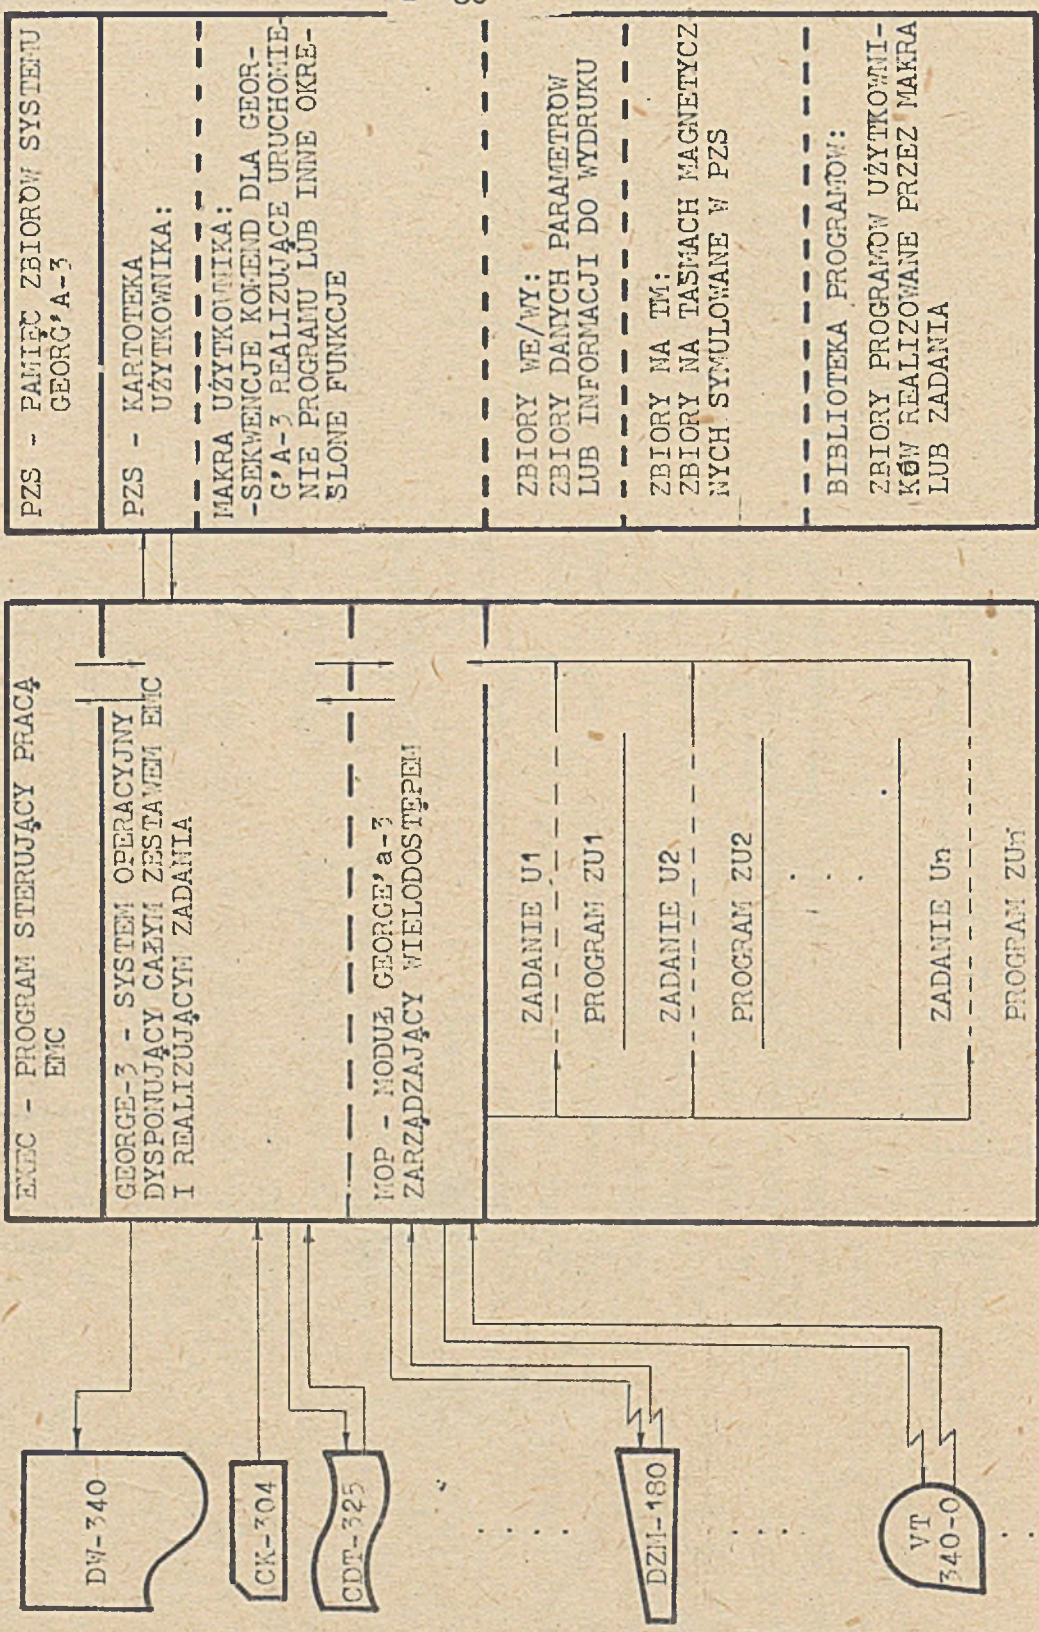 DW-340
CK-304
CDT-325
DZM-180
VT
340-0
EXEC - PROGRAM STERUJĄCY PRACĄ
EMC
GEORGE-3 - SYSTEM OPERACYJNY
DYSPONUJĄCY CAŁYM ZESTAWEM EMC
I REALIZUJĄCYM ZADANIA
MOP - MODUŁ GEORGE'a-3
ZARZĄDZAJĄCY WIELODOSTĘPEM
ZADANIE U1
PROGRAM ZU1
ZADANIE U2
PROGRAM ZU2
ZADANIE Un
PROGRAM ZUn
PZS - PAMIĘC ZBIORÓW SYSTEMU
GEORG'A-3
PZS - KARTOTEKA
UŻYTKOWNIKA:
MAKRA UŻYTKOWNIKA:
-SEKWENCJE KOMEND DLA GEOR-
G'A-3 REALIZUJĄCE URUCHOMIE-
NIE PROGRAMU LUB INNE OKRE-
ŚLONE FUNKCJE
ZBIORY WE/WY:
ZBIORY DANYCH PARAMETRÓW
LUB INFORMACJI DO WYDRUKU
ZBIORY NA TM:
ZBIORY NA TASMACH MAGNETYCZ
NYCH SYMULOWANE W PZS
BIBLIOTEKA PROGRAMÓW:
ZBIORY PROGRAMÓW UŻYTKOWNI-
KÓW REALIZOWANE PRZEZ MAKRA
LUB ZADANIA